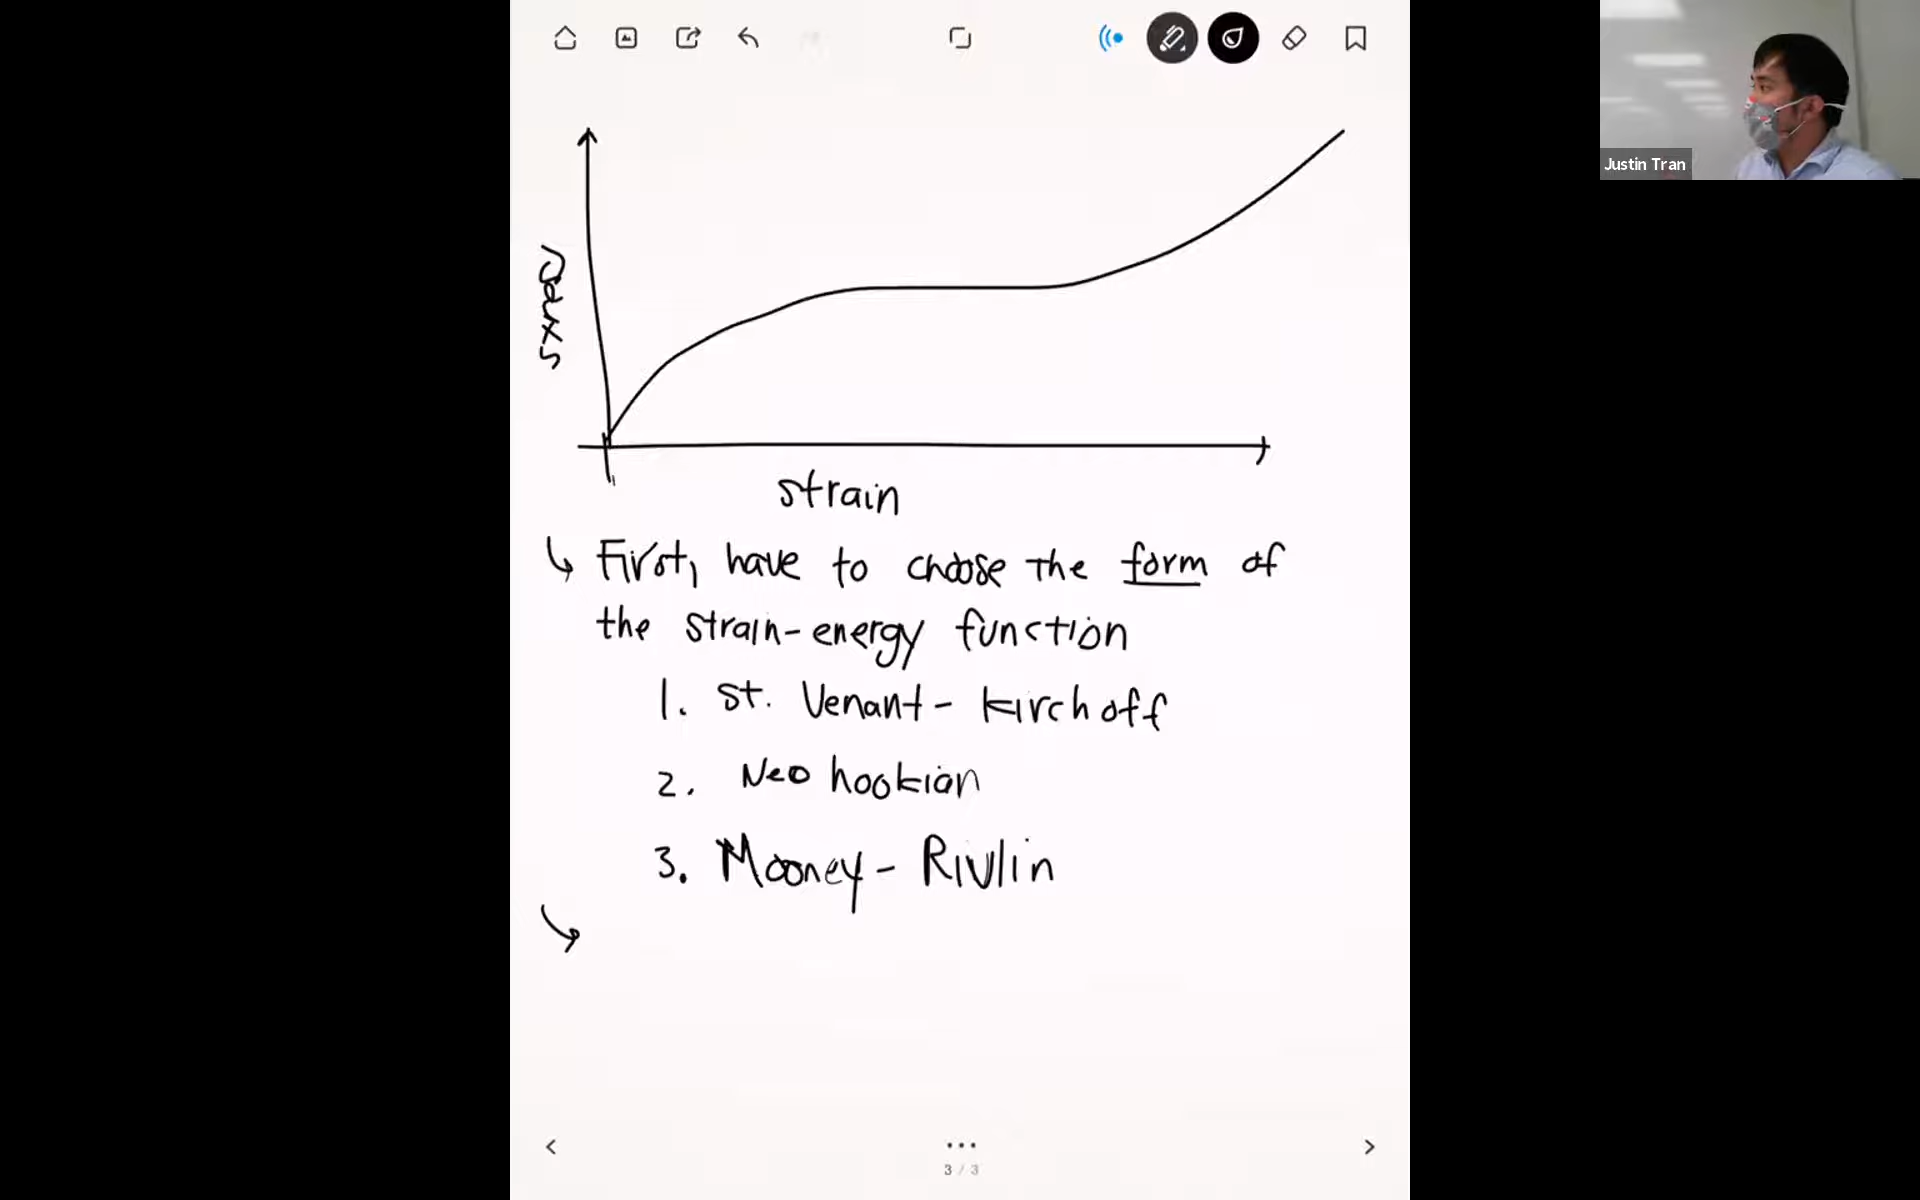 Justin Tran
stress
strain
First, have to choose the form of
the strain-energy function
1. St. Venant - Kirchoff
2. Neo hookian
3. Mooney - Rivlin
3 / 3